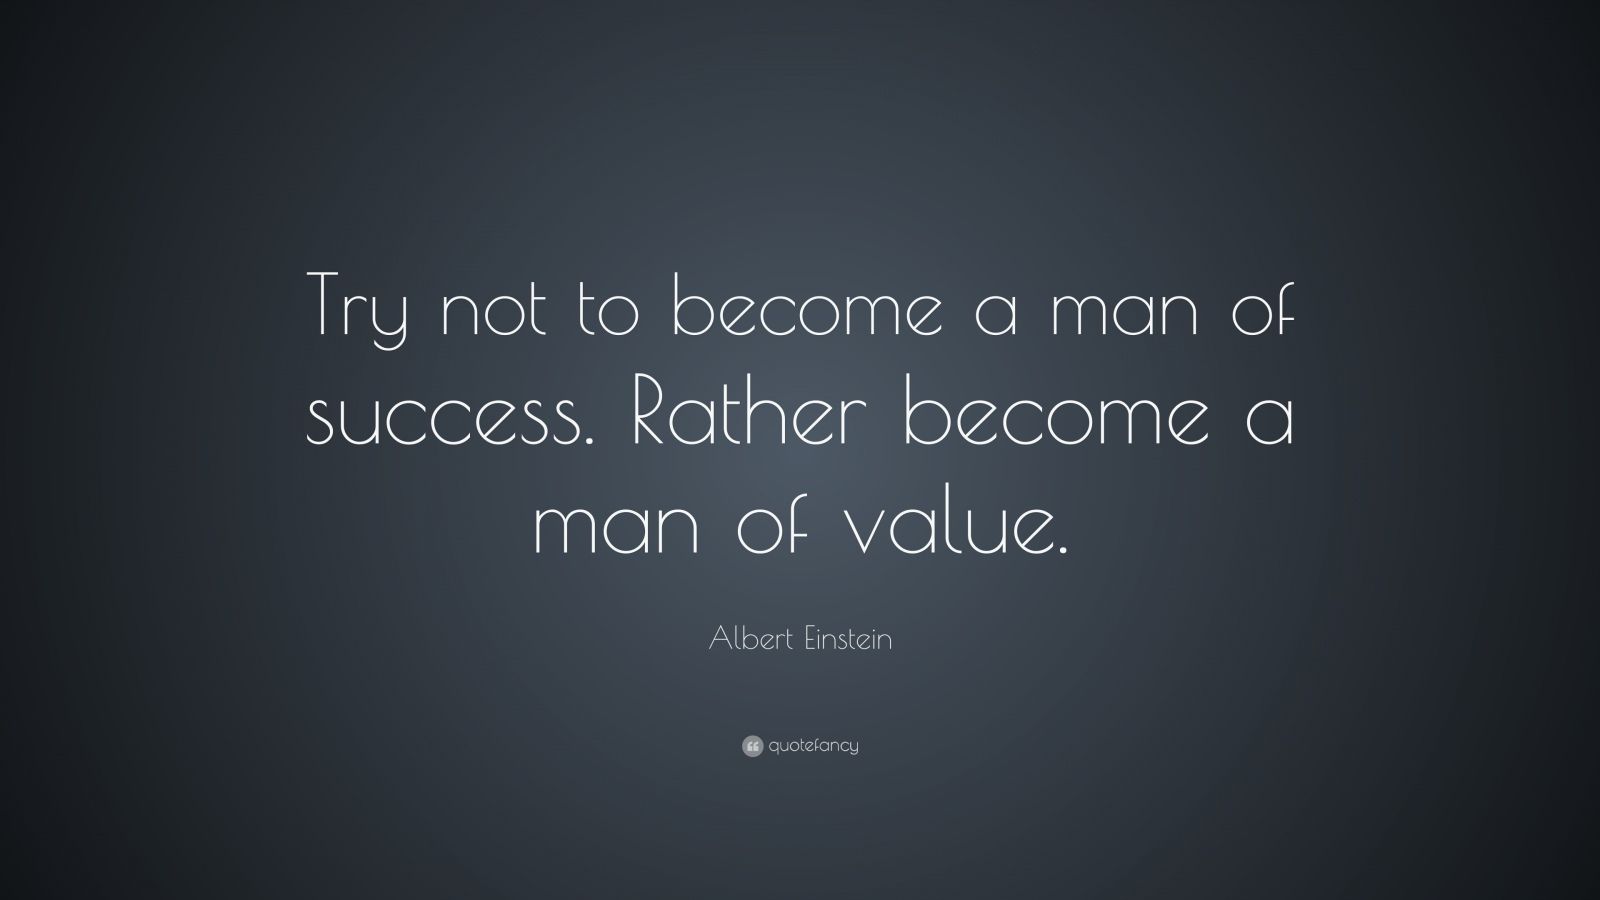 Try not to become a man of
success. Rather become a
man of value.
Albert Einstein
quotefancy